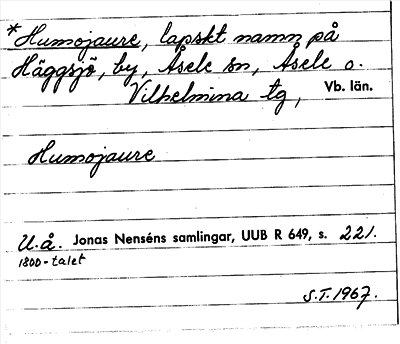 *Humojaure, lapskt namn på
Häggsjö, by, Åsele sn, Åsele o.
Vilhelmina tg, Vb. län.
Humojaure
U.å. Jonas Nenséns samlingar, UUB R 649, s. 221.
1800-talet
S.T. 1967.